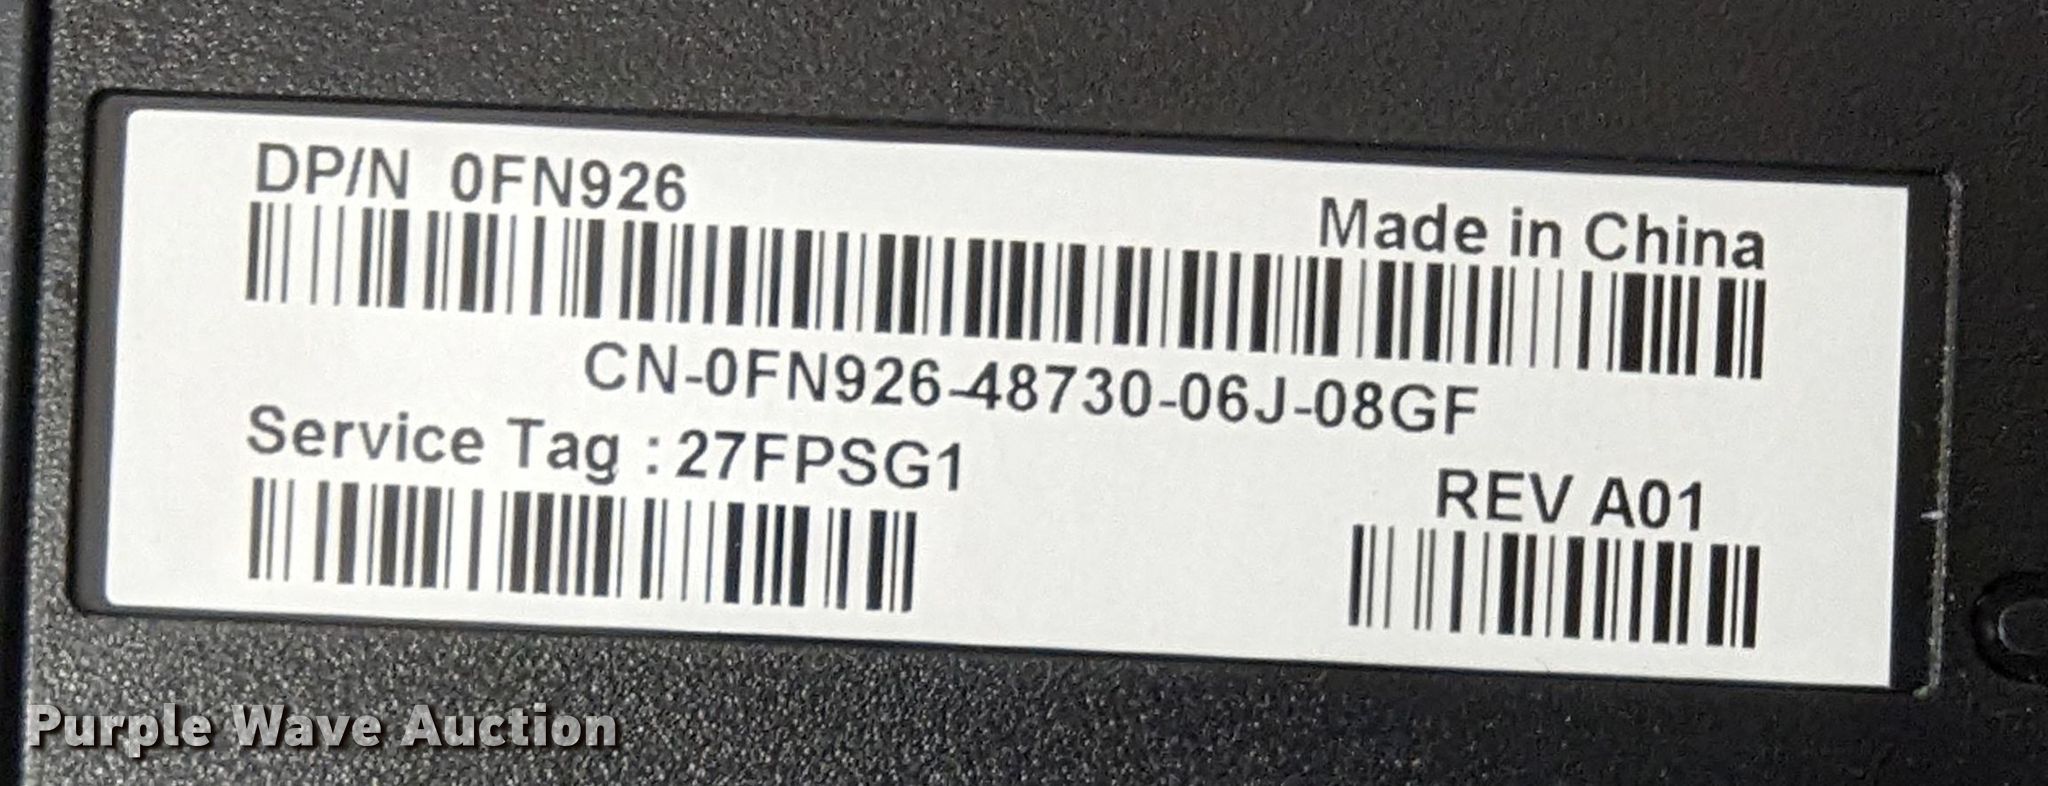 DP/N 0FN926
Made in China
CN-0FN926-48730-06J-08GF
Service Tag : 27FPSG1
REV A01
Purple Wave Auction